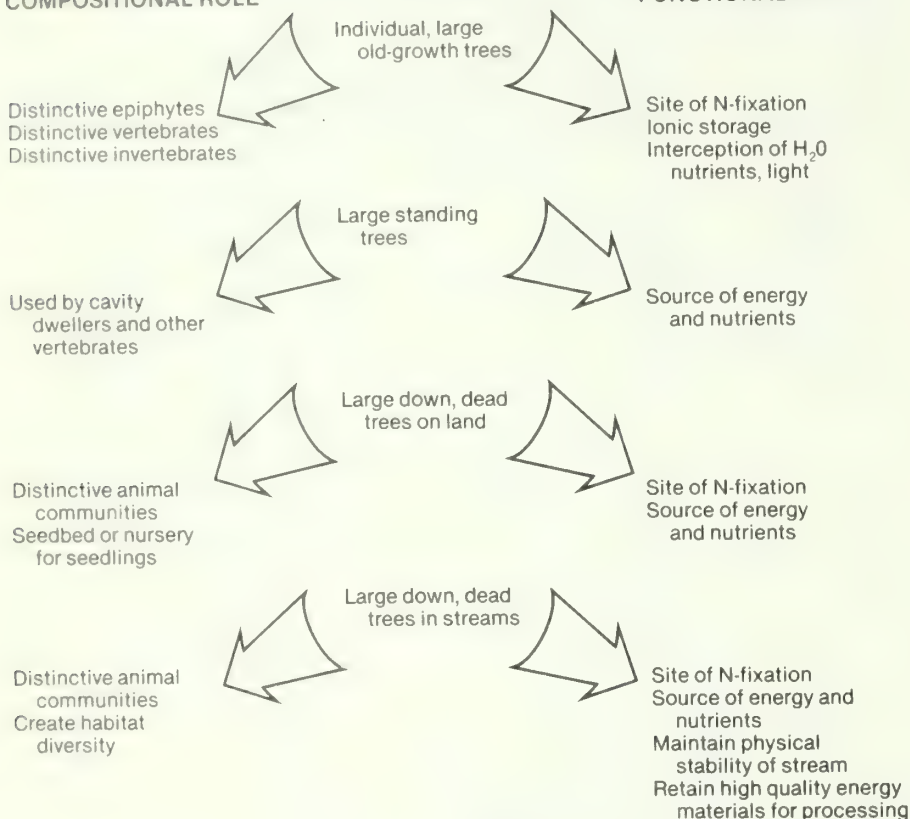 COMPOSITIONAL ROLE
FUNCTIONAL
Individual, large
old-growth trees
Distinctive epiphytes
Distinctive vertebrates
Distinctive invertebrates
Site of N-fixation
Ionic storage
Interception of H₂0
nutrients, light
Large standing
trees
Used by cavity
dwellers and other
vertebrates
Source of energy
and nutrients
Large down, dead
trees on land
Distinctive animal
communities
Seedbed or nursery
for seedlings
Site of N-fixation
Source of energy
and nutrients
Large down, dead
trees in streams
Distinctive animal
communities
Create habitat
diversity
Site of N-fixation
Source of energy and
nutrients
Maintain physical
stability of stream
Retain high quality energy
materials for processing